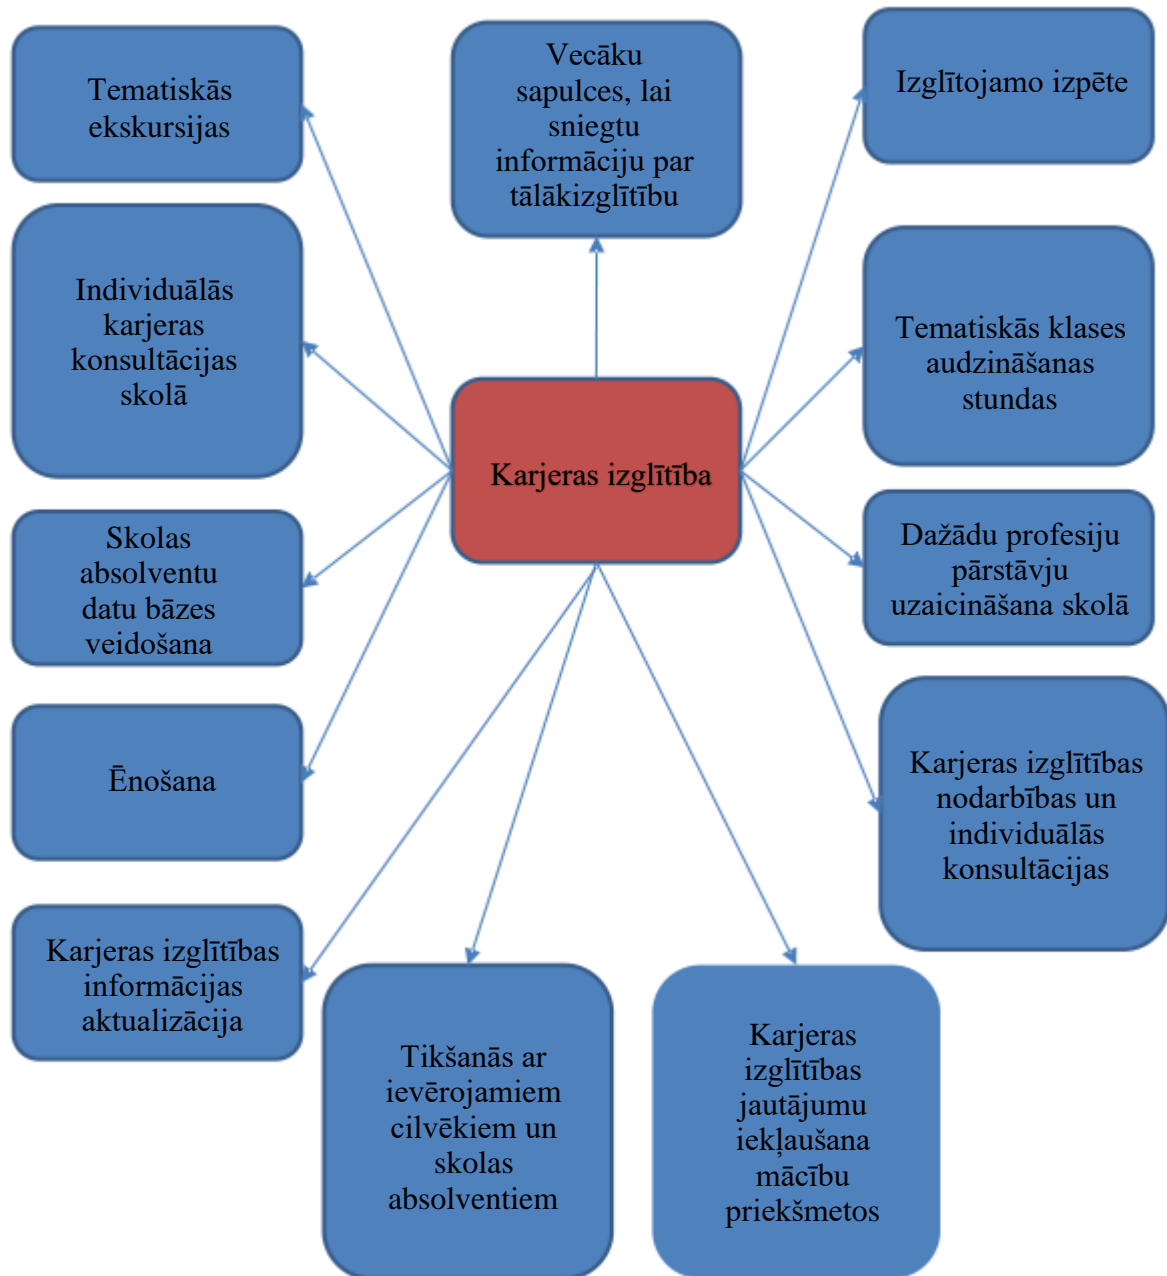 Tematiskās
ekskursijas
Vecāku
sapulces, lai
sniegtu
informāciju par
tālākizglītību
Izglītojamo izpēte
Individuālās
karjeras
konsultācijas
skolā
Tematiskās klases
audzināšanas
stundas
Karjeras izglītība
Skolas
absolventu
datu bāzes
veidošana
Dažādu profesiju
pārstāvju
uzaicināšana skolā
Ēnošana
Karjeras izglītības
nodarbības un
individuālās
konsultācijas
Karjeras izglītības
informācijas
aktualizācija
Tikšanās ar
ievērojamiem
cilvēkiem un
skolas
absolventiem
Karjeras
izglītības
jautājumu
iekļaušana
mācību
priekšmetos